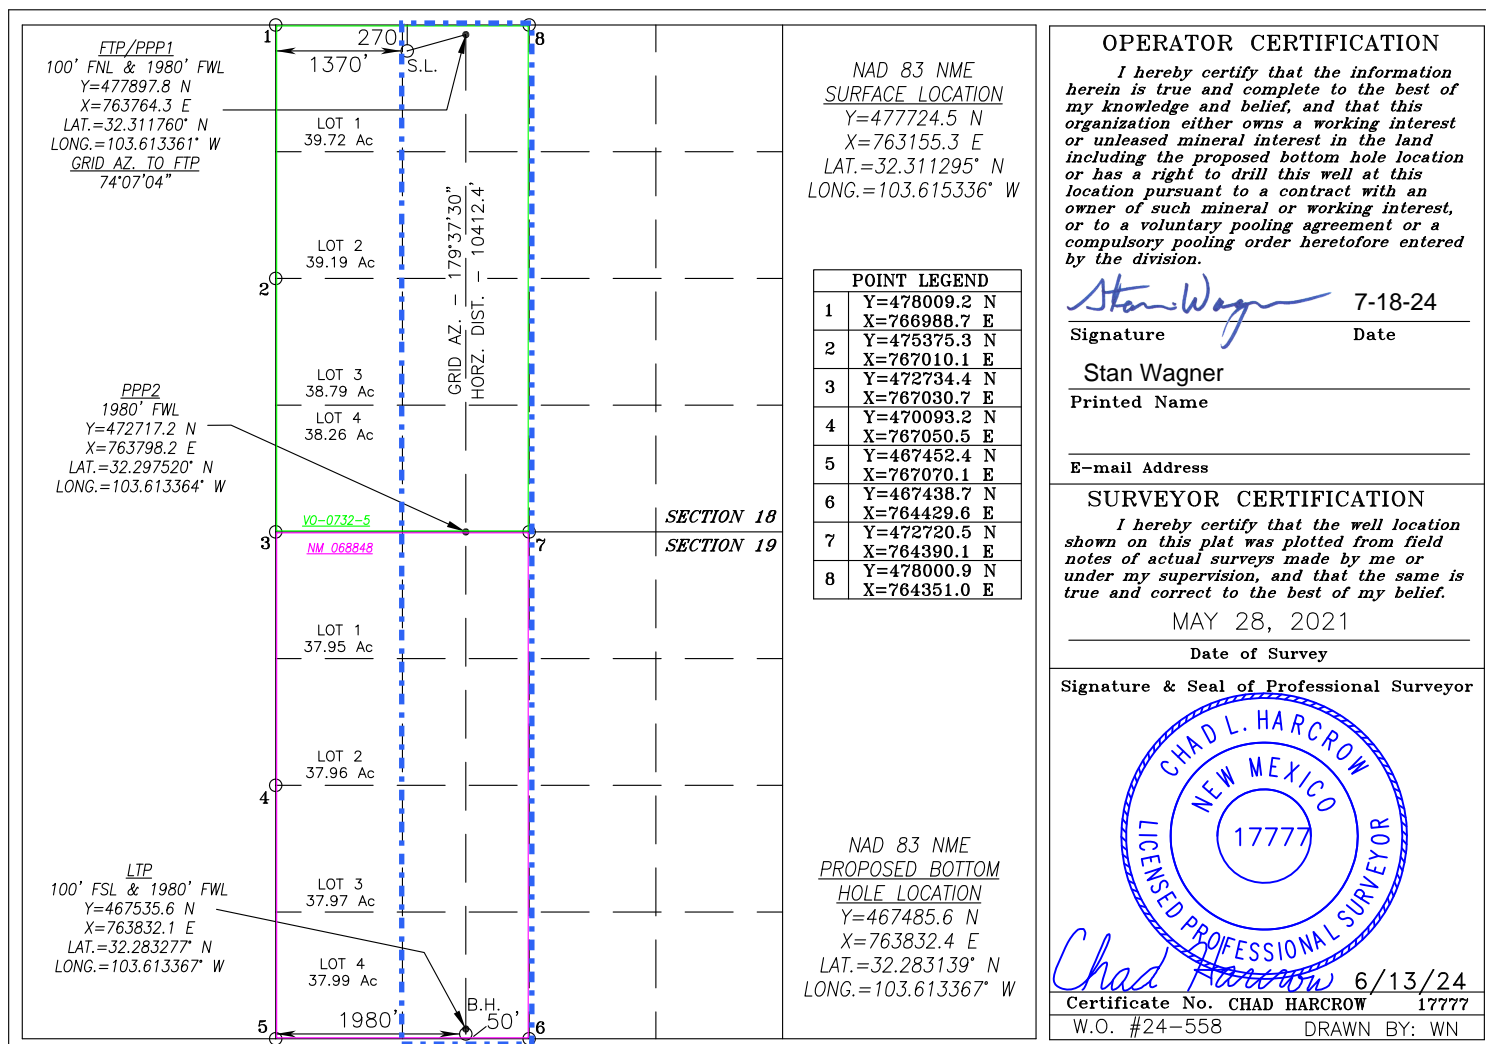 FTP/PPP1
100' FNL & 1980' FWL
Y=477897.8 N
X=763764.3 E
LAT.=32.311760° N
LONG.=103.613361° W
GRID AZ. TO FTP
74°07'04"
PPP2
1980' FWL
Y=472717.2 N
X=763798.2 E
LAT.=32.297520° N
LONG.=103.613364° W
LTP
100' FSL & 1980' FWL
Y=467535.6 N
X=763832.1 E
LAT.=32.283277° N
LONG.=103.613367° W
1
8
270
1370'
S.L.
LOT 1
39.72 Ac
LOT 2
39.19 Ac
2
GRID AZ. - 179°37'30"
HORZ. DIST. - 10412.4'
LOT 3
38.79 Ac
LOT 4
38.26 Ac
VO-0732-5
SECTION 18
3
NM 068848
7
SECTION 19
LOT 1
37.95 Ac
LOT 2
37.96 Ac
4
LOT 3
37.97 Ac
LOT 4
37.99 Ac
B.H.
5
1980'
50'
6
NAD 83 NME
SURFACE LOCATION
Y=477724.5 N
X=763155.3 E
LAT.=32.311295° N
LONG.=103.615336° W
POINT LEGEND
1 Y=478009.2 N
X=766988.7 E
2 Y=475375.3 N
X=767010.1 E
3 Y=472734.4 N
X=767030.7 E
4 Y=470093.2 N
X=767050.5 E
5 Y=467452.4 N
X=767070.1 E
6 Y=467438.7 N
X=764429.6 E
7 Y=472720.5 N
X=764390.1 E
8 Y=478000.9 N
X=764351.0 E
NAD 83 NME
PROPOSED BOTTOM
HOLE LOCATION
Y=467485.6 N
X=763832.4 E
LAT.=32.283139° N
LONG.=103.613367° W
OPERATOR CERTIFICATION
I hereby certify that the information
herein is true and complete to the best of
my knowledge and belief, and that this
organization either owns a working interest
or unleased mineral interest in the land
including the proposed bottom hole location
or has a right to drill this well at this
location pursuant to a contract with an
owner of such mineral or working interest,
or to a voluntary pooling agreement or a
compulsory pooling order heretofore entered
by the division.
Stan Wagner 7-18-24
Signature Date
Stan Wagner
Printed Name
E-mail Address
SURVEYOR CERTIFICATION
I hereby certify that the well location
shown on this plat was plotted from field
notes of actual surveys made by me or
under my supervision, and that the same is
true and correct to the best of my belief.
MAY 28, 2021
Date of Survey
Signature & Seal of Professional Surveyor
CHAD L. HARCROW
NEW MEXICO
17777
LICENSED PROFESSIONAL SURVEYOR
Chad Harcrow 6/13/24
Certificate No. CHAD HARCROW 17777
W.O. #24-558 DRAWN BY: WN